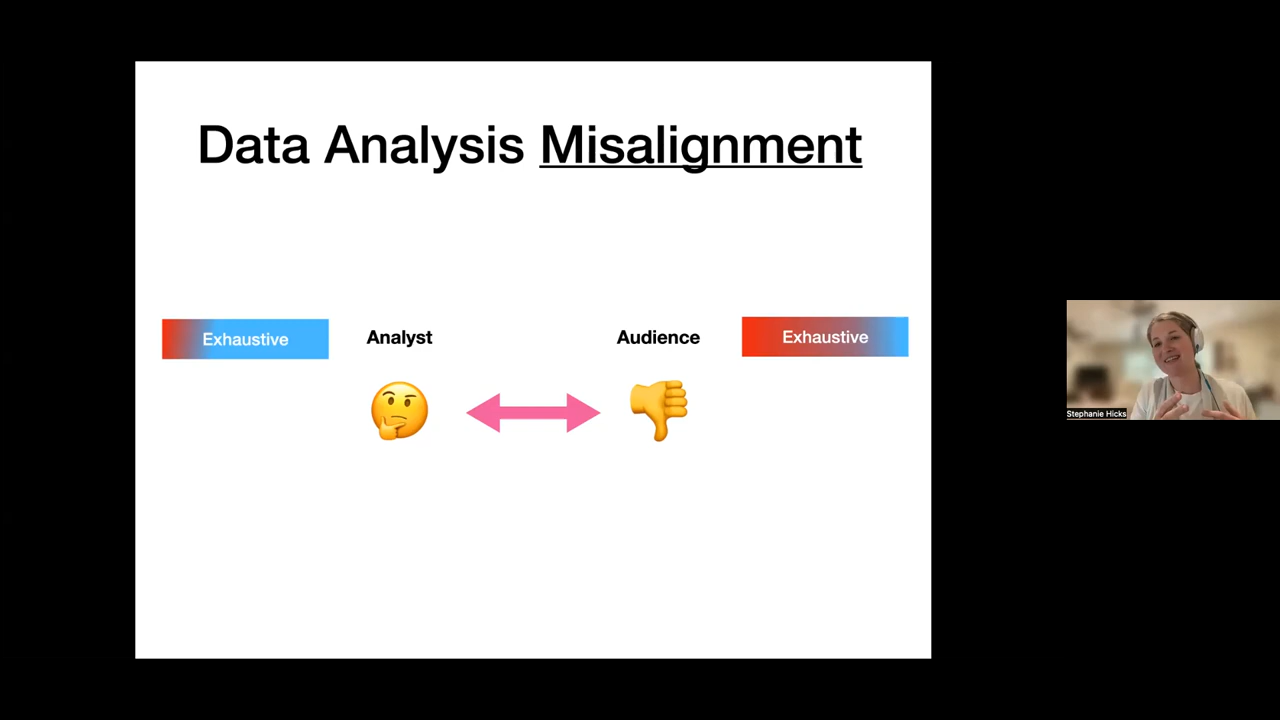 Data Analysis Misalignment
Exhaustive
Analyst
Audience
Exhaustive
Stephanie Hicks